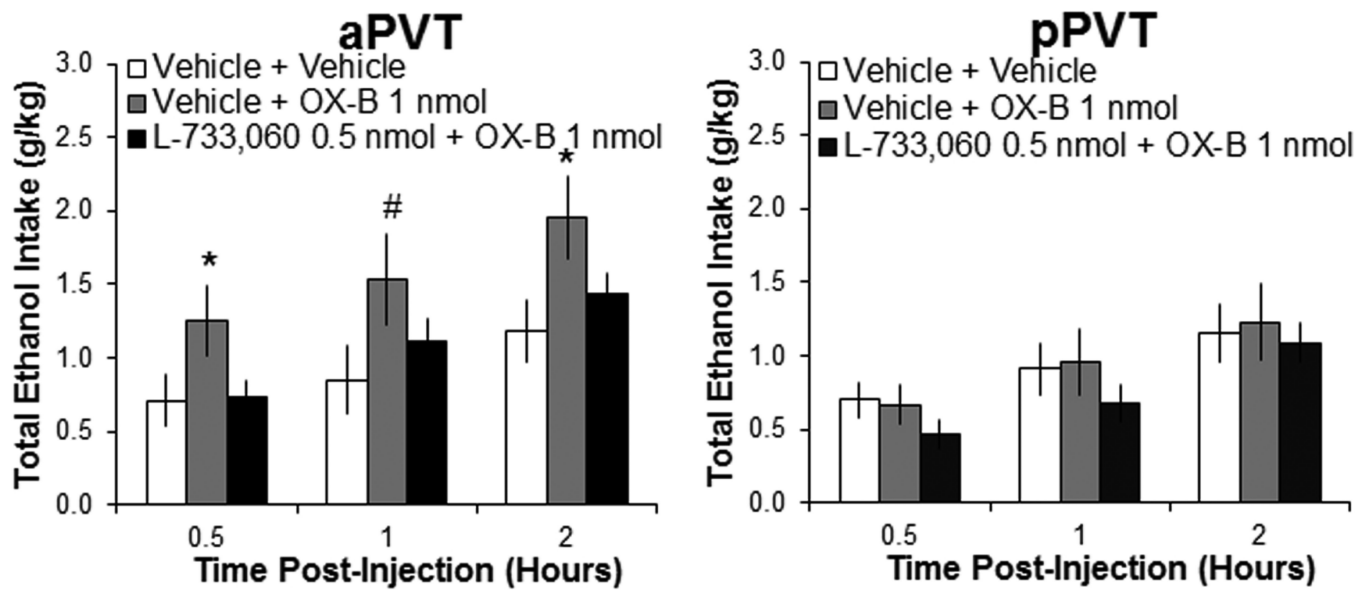 aPVT
Total Ethanol Intake (g/kg)
3.0
2.5
2.0
1.5
1.0
0.5
0.0
Vehicle + Vehicle
Vehicle + OX-B 1 nmol
L-733,060 0.5 nmol + OX-B 1 nmol
*
#
*
0.5
1
2
Time Post-Injection (Hours)
pPVT
Total Ethanol Intake (g/kg)
3.0
2.5
2.0
1.5
1.0
0.5
0.0
Vehicle + Vehicle
Vehicle + OX-B 1 nmol
L-733,060 0.5 nmol + OX-B 1 nmol
0.5
1
2
Time Post-Injection (Hours)